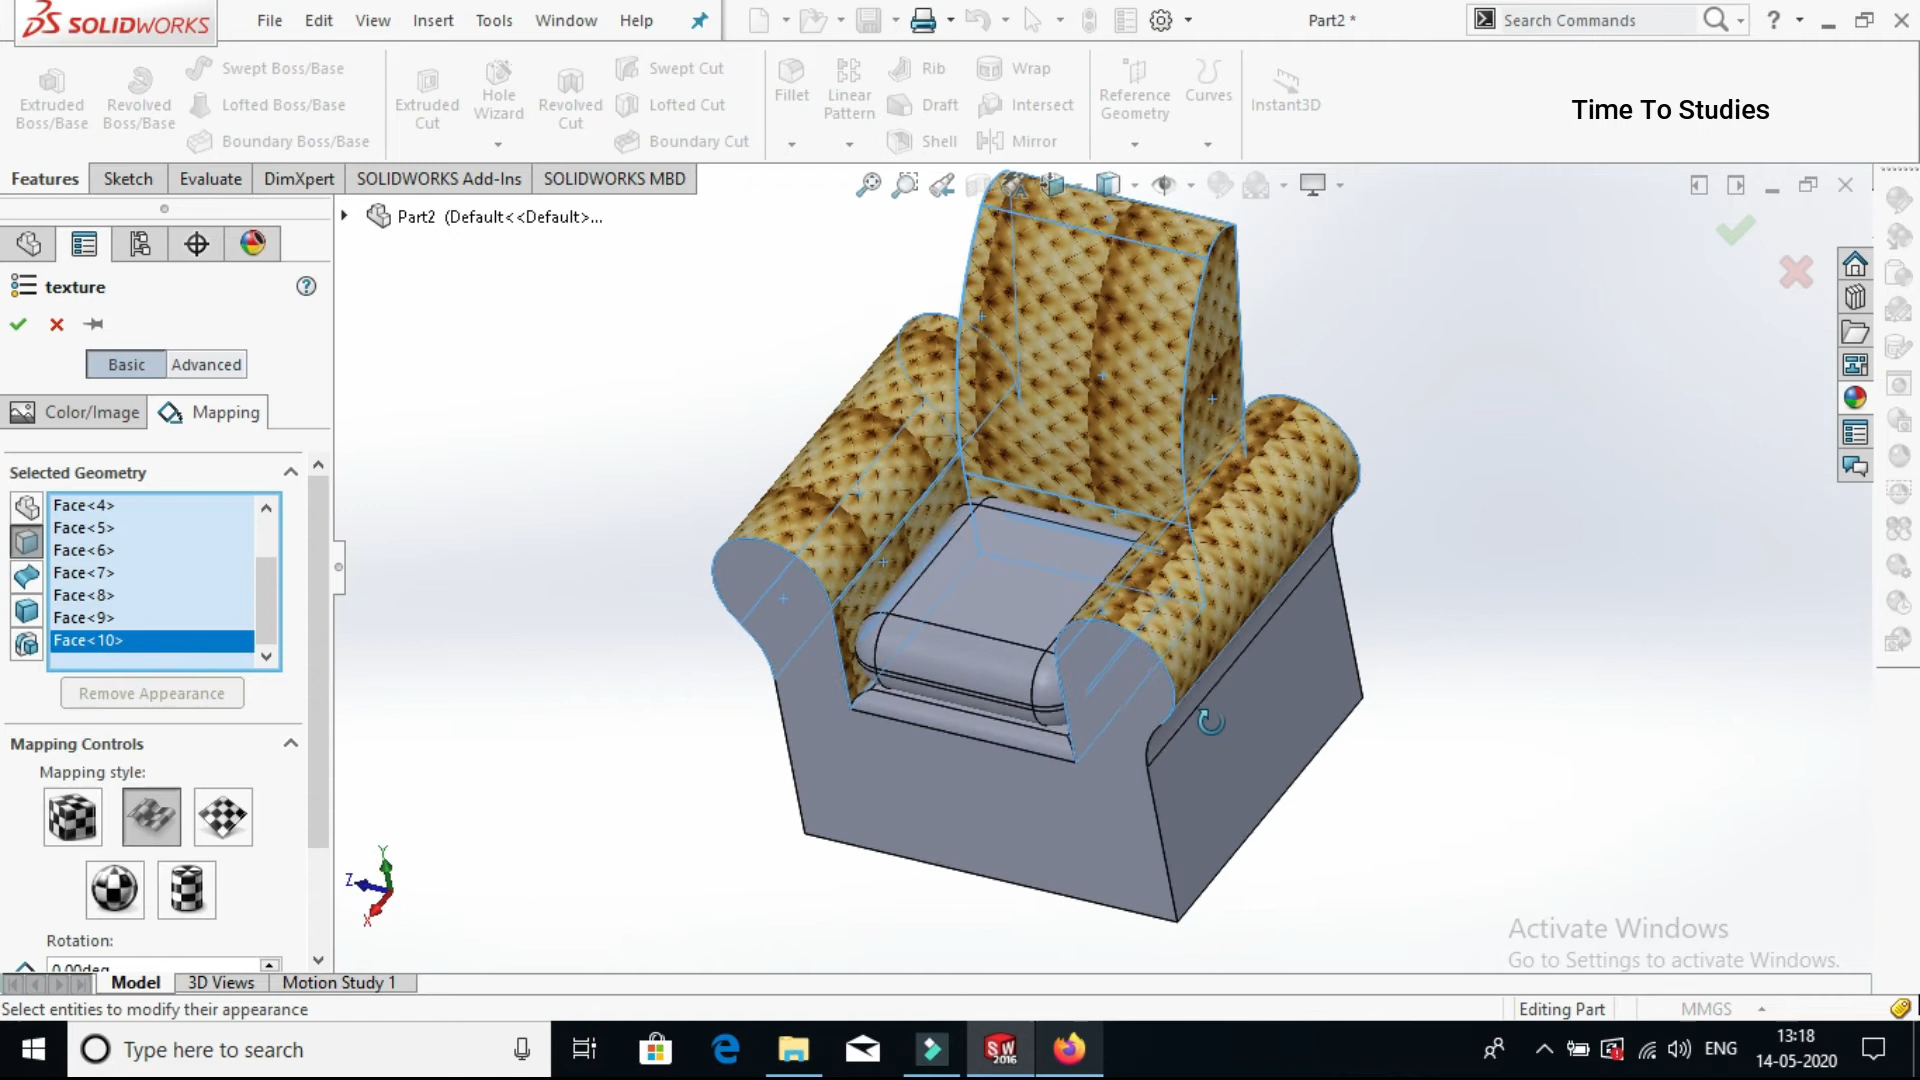 SOLIDWORKS
File Edit View Insert Tools Window Help
Part2 *
Search Commands
Extruded Boss/Base
Revolved Boss/Base
Swept Boss/Base
Lofted Boss/Base
Boundary Boss/Base
Extruded Cut
Hole Wizard
Revolved Cut
Swept Cut
Lofted Cut
Boundary Cut
Fillet
Linear Pattern
Rib
Draft
Shell
Wrap
Intersect
Mirror
Reference Geometry
Curves
Instant3D
Time To Studies
Features Sketch Evaluate DimXpert SOLIDWORKS Add-Ins SOLIDWORKS MBD
Part2 (Default<<Default>...
texture
Basic Advanced
Color/Image Mapping
Selected Geometry
Face<4>
Face<5>
Face<6>
Face<7>
Face<8>
Face<9>
Face<10>
Remove Appearance
Mapping Controls
Mapping style:
Rotation:
0.00deg
Y
Z
X
Activate Windows
Go to Settings to activate Windows.
Model 3D Views Motion Study 1
Select entities to modify their appearance
Editing Part MMGS
Type here to search
SW 2016
ENG
13:18
14-05-2020